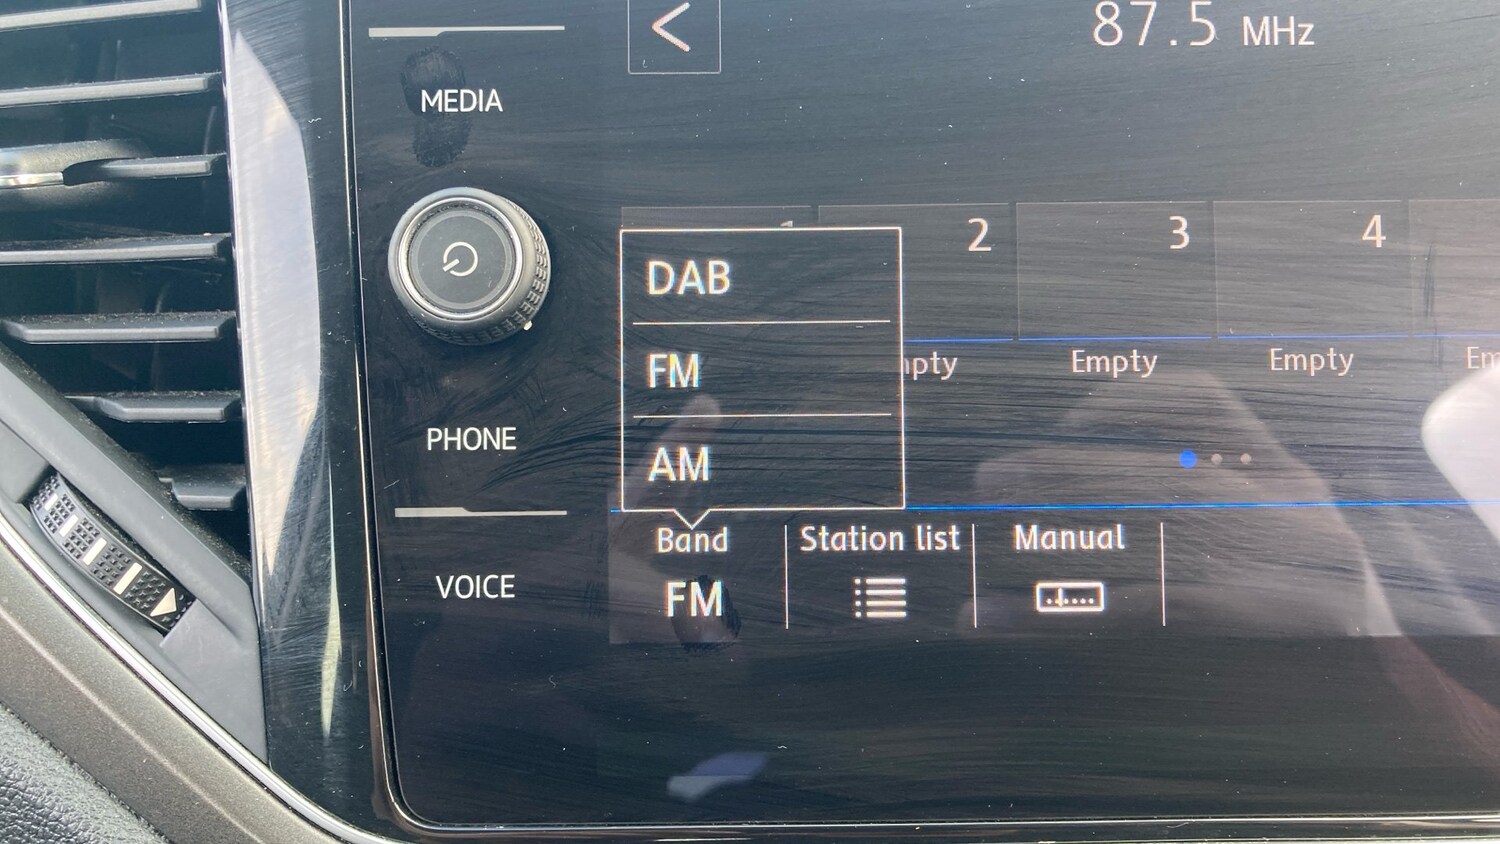 87.5 MHz
MEDIA
2 3 4
DAB
FM
Empty Empty
AM
PHONE
Band Station list Manual
FM
VOICE